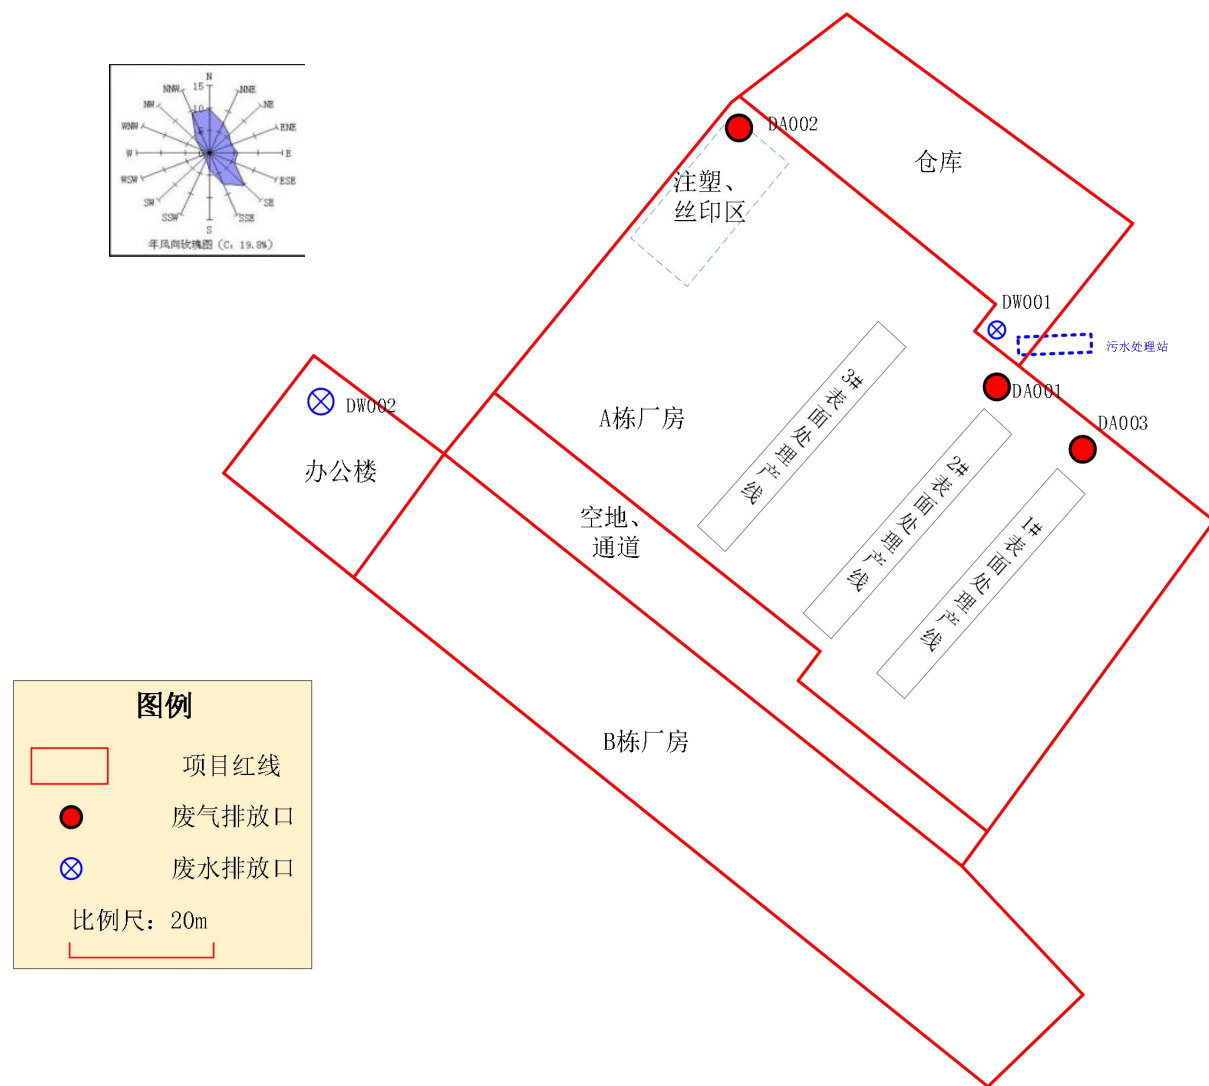 N
NNW
15
NNE
NW
10
NE
WNW
5
ENE
W
0
E
WSW
ESE
SW
SE
SSW
SSE
S
年风向玫瑰图 (C: 19.8%)
DA002
仓库
注塑、
丝印区
DW001
污水处理站
DA001
3#表面处理产线
DW002
A栋厂房
DA003
2#表面处理产线
办公楼
空地、
通道
1#表面处理产线
B栋厂房
图例
项目红线
废气排放口
废水排放口
比例尺: 20m